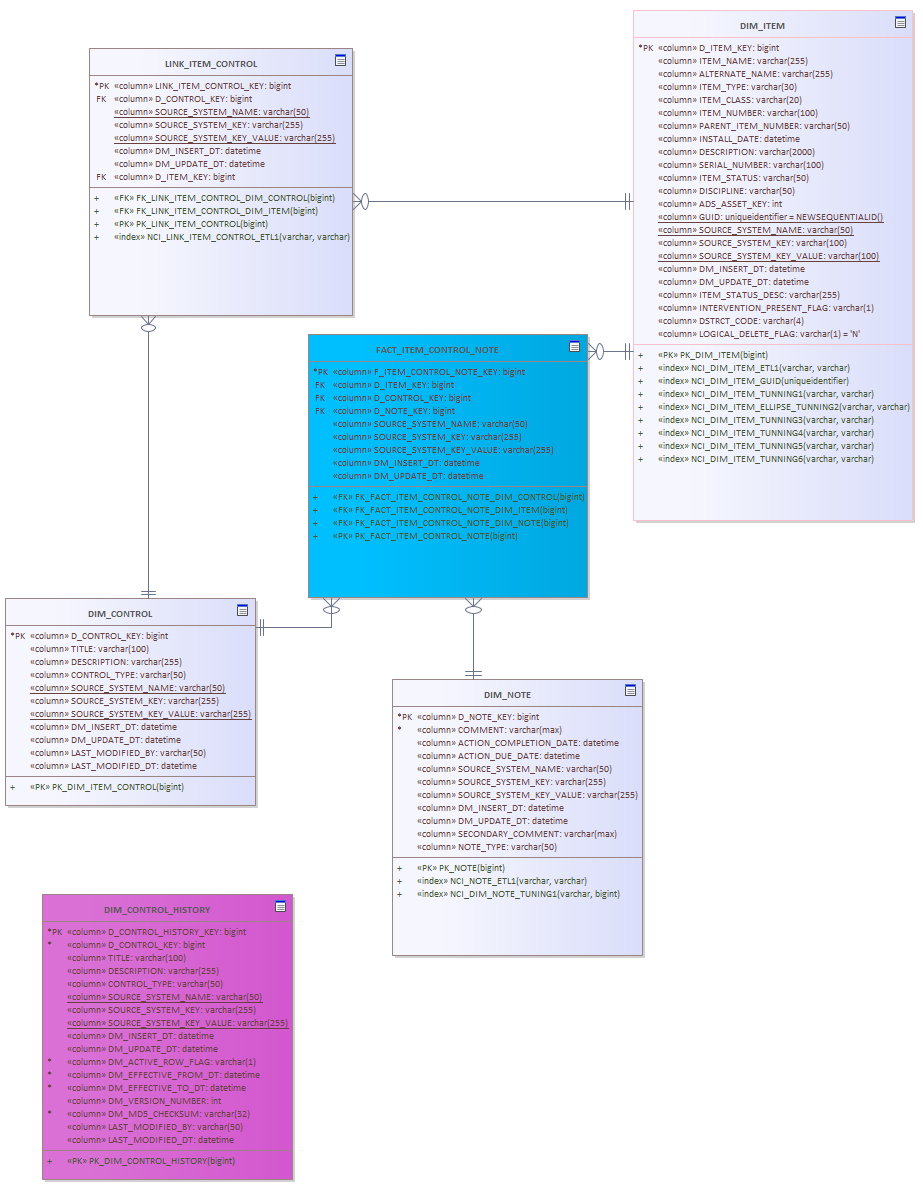 LINK_ITEM_CONTROL
*PK «column» LINK_ITEM_CONTROL_KEY: bigint
FK «column» D_CONTROL_KEY: bigint
«column» SOURCE_SYSTEM_NAME: varchar(50)
«column» SOURCE_SYSTEM_KEY: varchar(255)
«column» SOURCE_SYSTEM_KEY_VALUE: varchar(255)
«column» DM_INSERT_DT: datetime
«column» DM_UPDATE_DT: datetime
FK «column» D_ITEM_KEY: bigint
+ «FK» FK_LINK_ITEM_CONTROL_DIM_CONTROL(bigint)
+ «FK» FK_LINK_ITEM_CONTROL_DIM_ITEM(bigint)
+ «PK» PK_LINK_ITEM_CONTROL(bigint)
+ «index» NCI_LINK_ITEM_CONTROL_ETL1(varchar, varchar)
DIM_ITEM
*PK «column» D_ITEM_KEY: bigint
«column» ITEM_NAME: varchar(255)
«column» ALTERNATE_NAME: varchar(255)
«column» ITEM_TYPE: varchar(30)
«column» ITEM_CLASS: varchar(20)
«column» ITEM_NUMBER: varchar(100)
«column» PARENT_ITEM_NUMBER: varchar(50)
«column» INSTALL_DATE: datetime
«column» DESCRIPTION: varchar(2000)
«column» SERIAL_NUMBER: varchar(100)
«column» ITEM_STATUS: varchar(50)
«column» DISCIPLINE: varchar(50)
«column» ADS_ASSET_KEY: int
«column» GUID: uniqueidentifier = NEWSEQUENTIALID()
«column» SOURCE_SYSTEM_NAME: varchar(50)
«column» SOURCE_SYSTEM_KEY: varchar(100)
«column» SOURCE_SYSTEM_KEY_VALUE: varchar(100)
«column» DM_INSERT_DT: datetime
«column» DM_UPDATE_DT: datetime
«column» ITEM_STATUS_DESC: varchar(255)
«column» INTERVENTION_PRESENT_FLAG: varchar(1)
«column» DSTRCT_CODE: varchar(4)
«column» LOGICAL_DELETE_FLAG: varchar(1) = 'N'
+ «PK» PK_DIM_ITEM(bigint)
+ «index» NCI_DIM_ITEM_ETL1(varchar, varchar)
+ «index» NCI_DIM_ITEM_GUID(uniqueidentifier)
+ «index» NCI_DIM_ITEM_TUNNING1(varchar, varchar)
+ «index» NCI_DIM_ITEM_ELLIPSE_TUNNING2(varchar, varchar)
+ «index» NCI_DIM_ITEM_TUNNING3(varchar, varchar)
+ «index» NCI_DIM_ITEM_TUNNING4(varchar, varchar)
+ «index» NCI_DIM_ITEM_TUNNING5(varchar, varchar)
+ «index» NCI_DIM_ITEM_TUNNING6(varchar, varchar)
FACT_ITEM_CONTROL_NOTE
*PK «column» F_ITEM_CONTROL_NOTE_KEY: bigint
FK «column» D_ITEM_KEY: bigint
FK «column» D_CONTROL_KEY: bigint
FK «column» D_NOTE_KEY: bigint
«column» SOURCE_SYSTEM_NAME: varchar(50)
«column» SOURCE_SYSTEM_KEY: varchar(255)
«column» SOURCE_SYSTEM_KEY_VALUE: varchar(255)
«column» DM_INSERT_DT: datetime
«column» DM_UPDATE_DT: datetime
+ «FK» FK_FACT_ITEM_CONTROL_NOTE_DIM_CONTROL(bigint)
+ «FK» FK_FACT_ITEM_CONTROL_NOTE_DIM_ITEM(bigint)
+ «FK» FK_FACT_ITEM_CONTROL_NOTE_DIM_NOTE(bigint)
+ «PK» PK_FACT_ITEM_CONTROL_NOTE(bigint)
DIM_CONTROL
*PK «column» D_CONTROL_KEY: bigint
«column» TITLE: varchar(100)
«column» DESCRIPTION: varchar(255)
«column» CONTROL_TYPE: varchar(50)
«column» SOURCE_SYSTEM_NAME: varchar(50)
«column» SOURCE_SYSTEM_KEY: varchar(255)
«column» SOURCE_SYSTEM_KEY_VALUE: varchar(255)
«column» DM_INSERT_DT: datetime
«column» DM_UPDATE_DT: datetime
«column» LAST_MODIFIED_BY: varchar(50)
«column» LAST_MODIFIED_DT: datetime
+ «PK» PK_DIM_ITEM_CONTROL(bigint)
DIM_NOTE
*PK «column» D_NOTE_KEY: bigint
* «column» COMMENT: varchar(max)
«column» ACTION_COMPLETION_DATE: datetime
«column» ACTION_DUE_DATE: datetime
«column» SOURCE_SYSTEM_NAME: varchar(50)
«column» SOURCE_SYSTEM_KEY: varchar(255)
«column» SOURCE_SYSTEM_KEY_VALUE: varchar(255)
«column» DM_INSERT_DT: datetime
«column» DM_UPDATE_DT: datetime
«column» SECONDARY_COMMENT: varchar(max)
«column» NOTE_TYPE: varchar(50)
+ «PK» PK_NOTE(bigint)
+ «index» NCI_NOTE_ETL1(varchar, varchar)
+ «index» NCI_DIM_NOTE_TUNING1(varchar, bigint)
DIM_CONTROL_HISTORY
*PK «column» D_CONTROL_HISTORY_KEY: bigint
* «column» D_CONTROL_KEY: bigint
«column» TITLE: varchar(100)
«column» DESCRIPTION: varchar(255)
«column» CONTROL_TYPE: varchar(50)
«column» SOURCE_SYSTEM_NAME: varchar(50)
«column» SOURCE_SYSTEM_KEY: varchar(255)
«column» SOURCE_SYSTEM_KEY_VALUE: varchar(255)
«column» DM_INSERT_DT: datetime
«column» DM_UPDATE_DT: datetime
* «column» DM_ACTIVE_ROW_FLAG: varchar(1)
* «column» DM_EFFECTIVE_FROM_DT: datetime
* «column» DM_EFFECTIVE_TO_DT: datetime
«column» DM_VERSION_NUMBER: int
* «column» DM_MD5_CHECKSUM: varchar(32)
«column» LAST_MODIFIED_BY: varchar(50)
«column» LAST_MODIFIED_DT: datetime
+ «PK» PK_DIM_CONTROL_HISTORY(bigint)